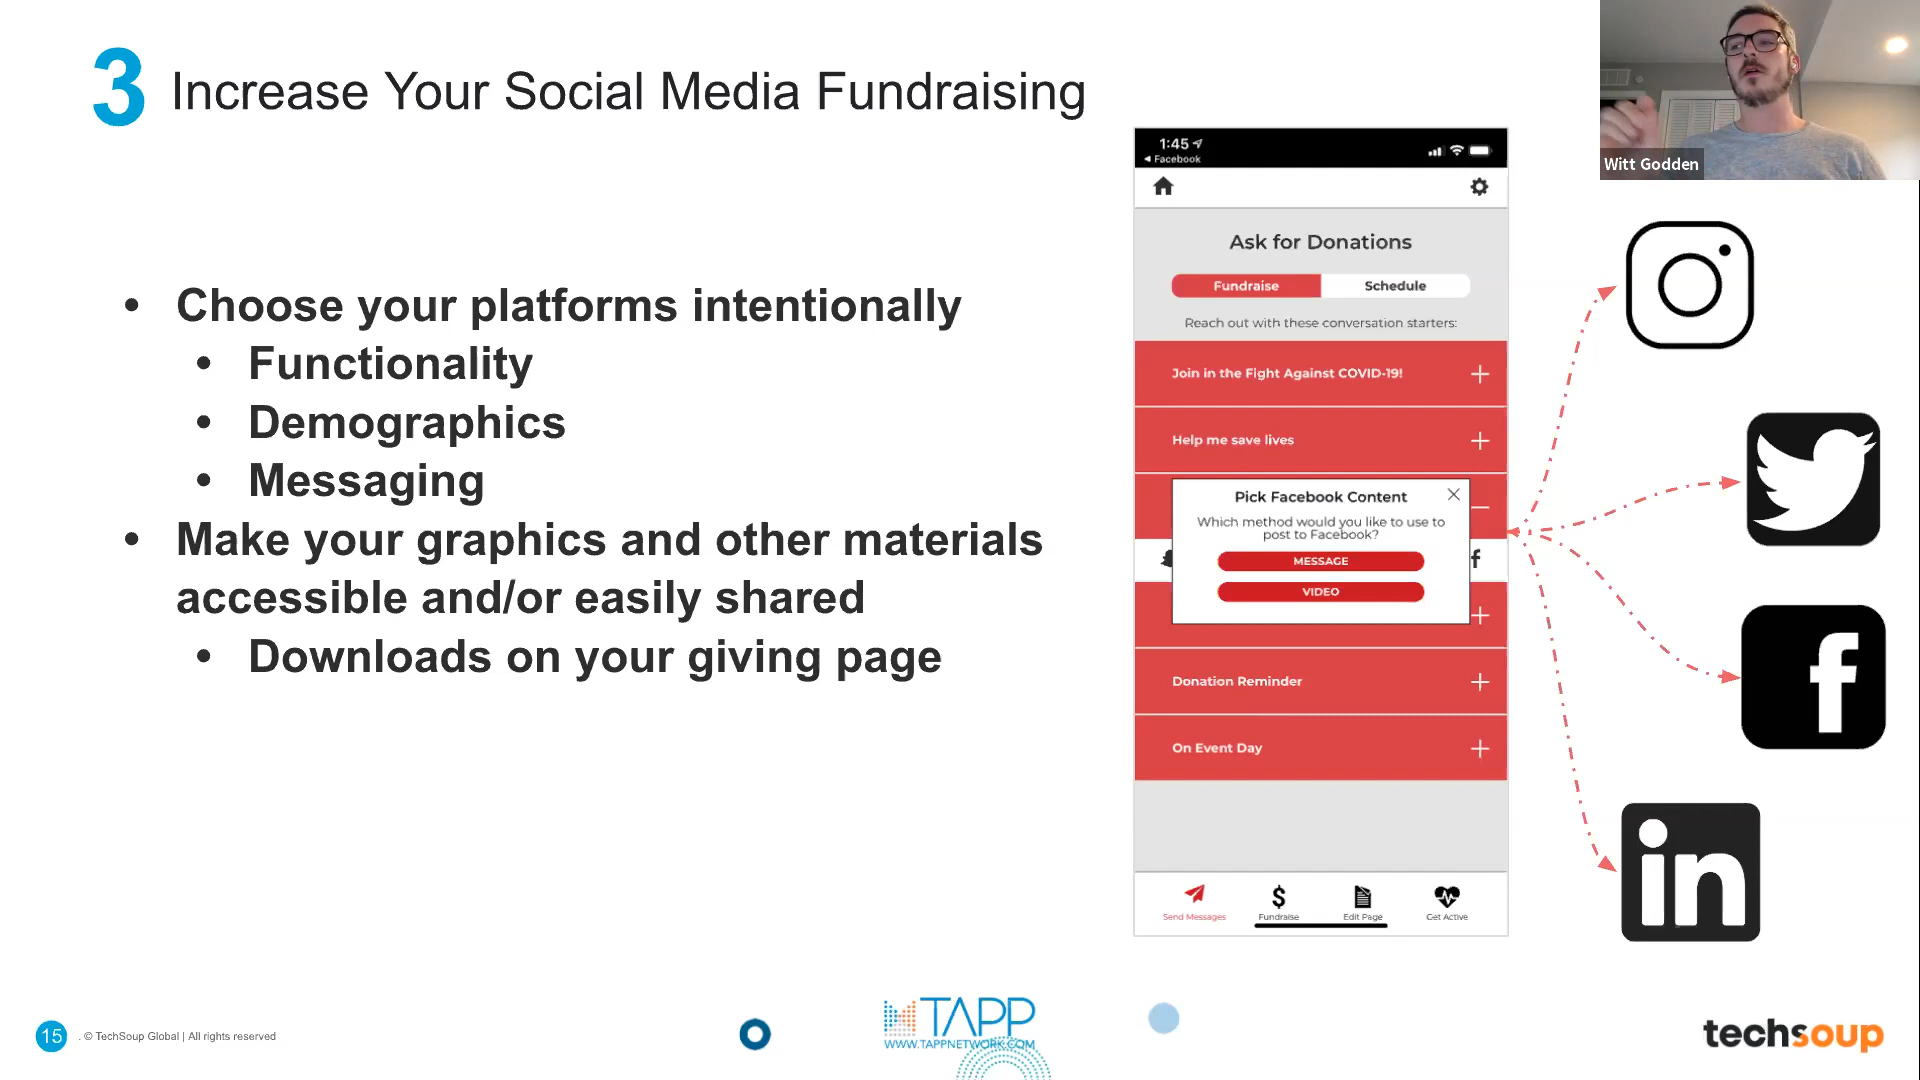 3 Increase Your Social Media Fundraising
Witt Godden
• Choose your platforms intentionally
• Functionality
• Demographics
• Messaging
• Make your graphics and other materials
accessible and/or easily shared
• Downloads on your giving page
1:45
Facebook
Ask for Donations
Fundraise Schedule
Reach out with these conversation starters:
Join in the Fight Against COVID-19!
Help me save lives
Pick Facebook Content
Which method would you like to use to
post to Facebook?
MESSAGE
VIDEO
Donation Reminder
On Event Day
Send Messages Fundraise Edit Page Get Active
in
15 . © TechSoup Global | All rights reserved
TAPP
WWW.TAPPNETWORK.COM
techsoup